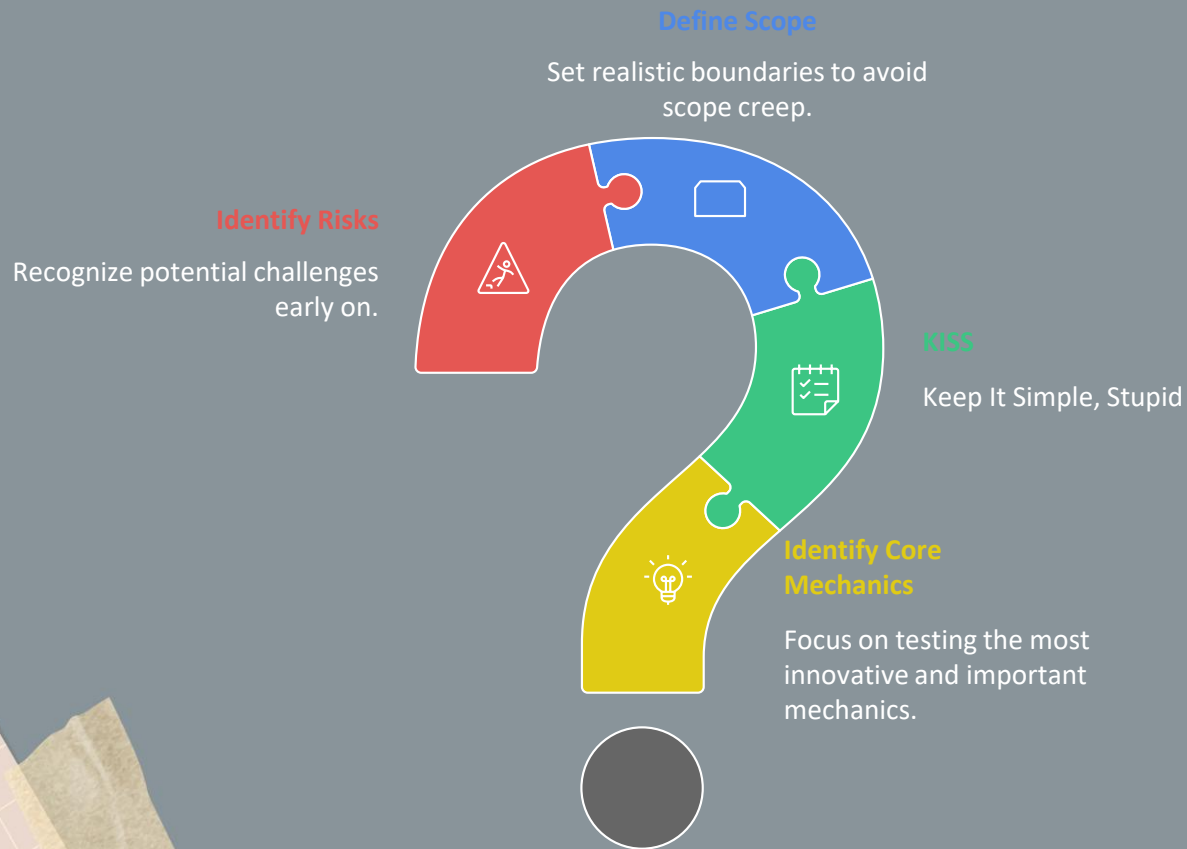 Define Scope
Set realistic boundaries to avoid
scope creep.
Identify Risks
Recognize potential challenges
early on.
KISS
Keep It Simple, Stupid
Identify Core
Mechanics
Focus on testing the most
innovative and important
mechanics.